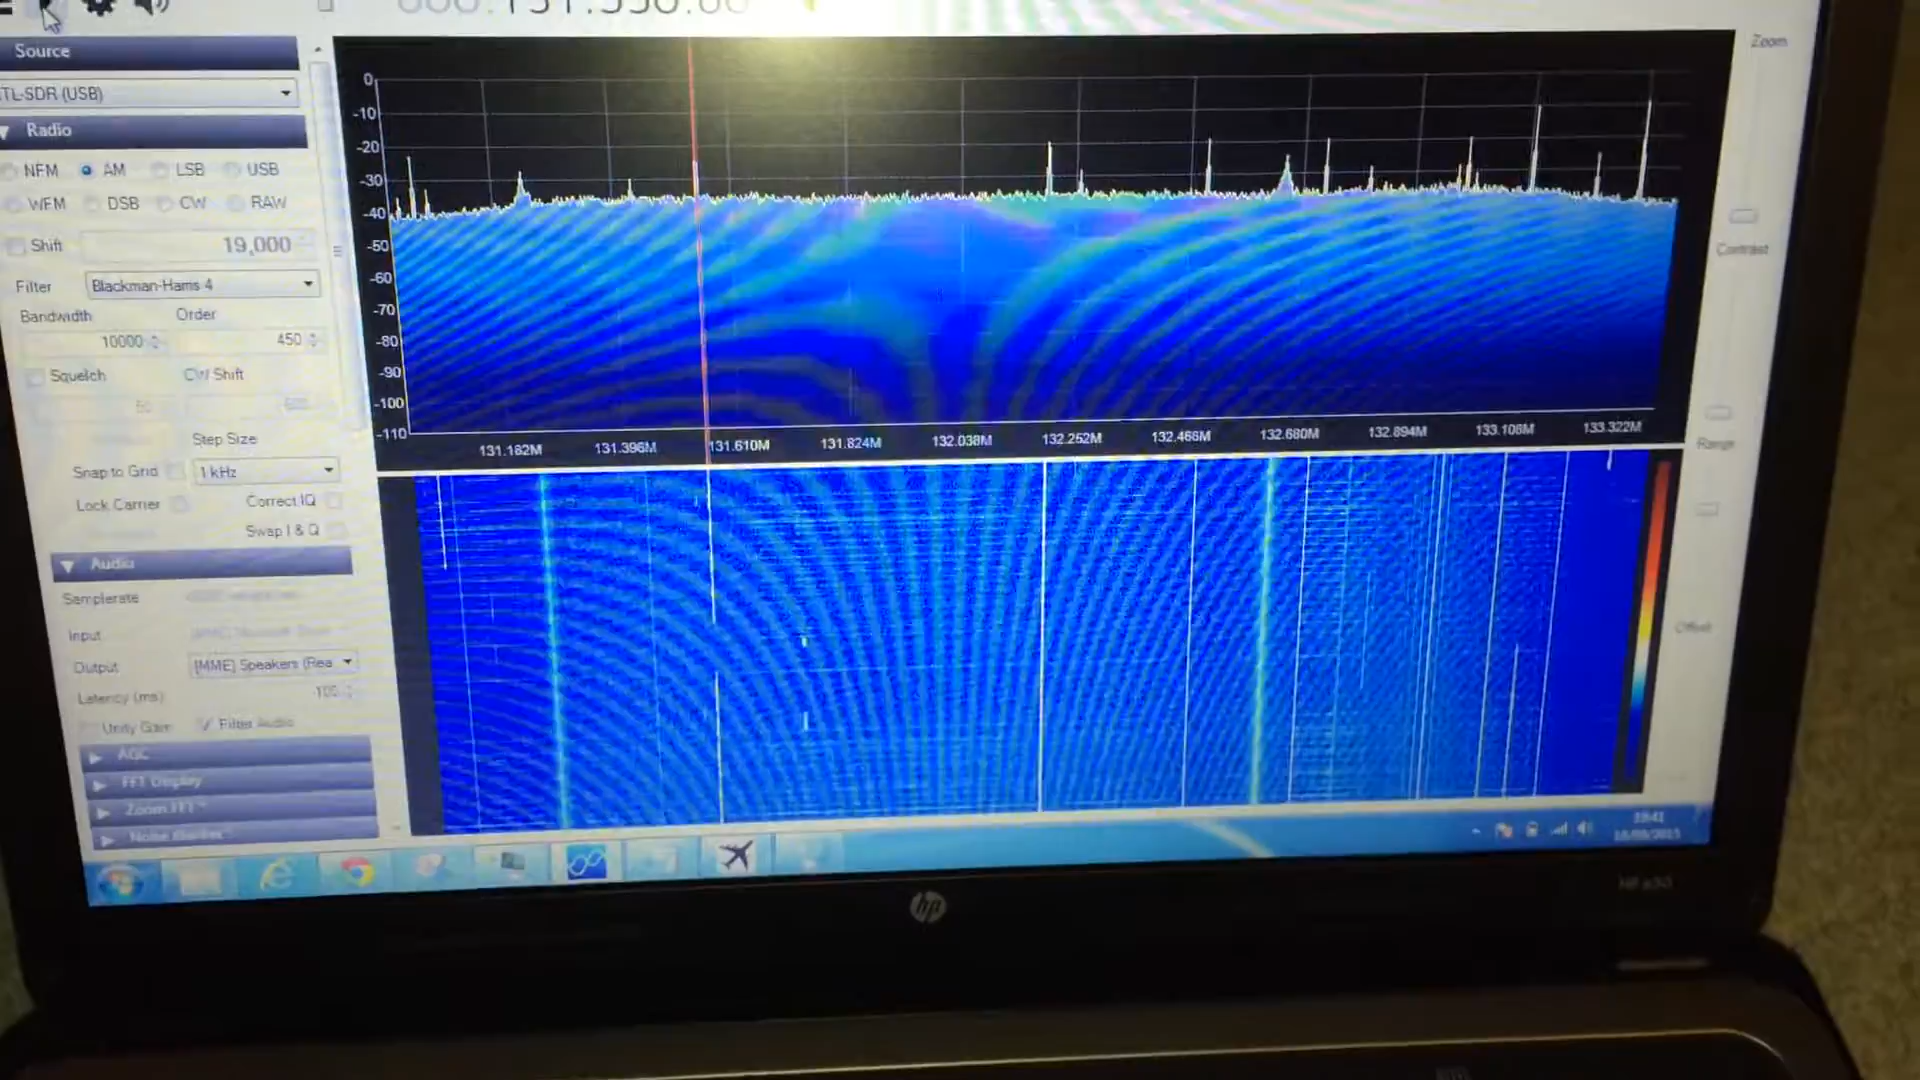 Source
TL-SDR (USB)
Radio
NFM AM LSB USB
WFM DSB CW RAW
Shift 19,000
Filter Blackman-Harris 4
Bandwidth Order
10000 450
Squelch CW Shift
50 600
Step Size
Snap to Grid 1 kHz
Lock Carrier Correct IQ
Swap I & Q
Audio
Samplerate
Input
Output [MME] Speakers (Rea
Latency (ms) 100
Unity Gain Filter Audio
AGC
FFT Display
Zoom FFT *
0
-10
-20
-30
-40
-50
-60
-70
-80
-90
-100
-110
131.182M 131.396M 131.610M 131.824M 132.038M 132.252M 132.466M 132.680M 132.894M 133.108M 133.322M
Zoom
Contrast
Range
Offset
hp